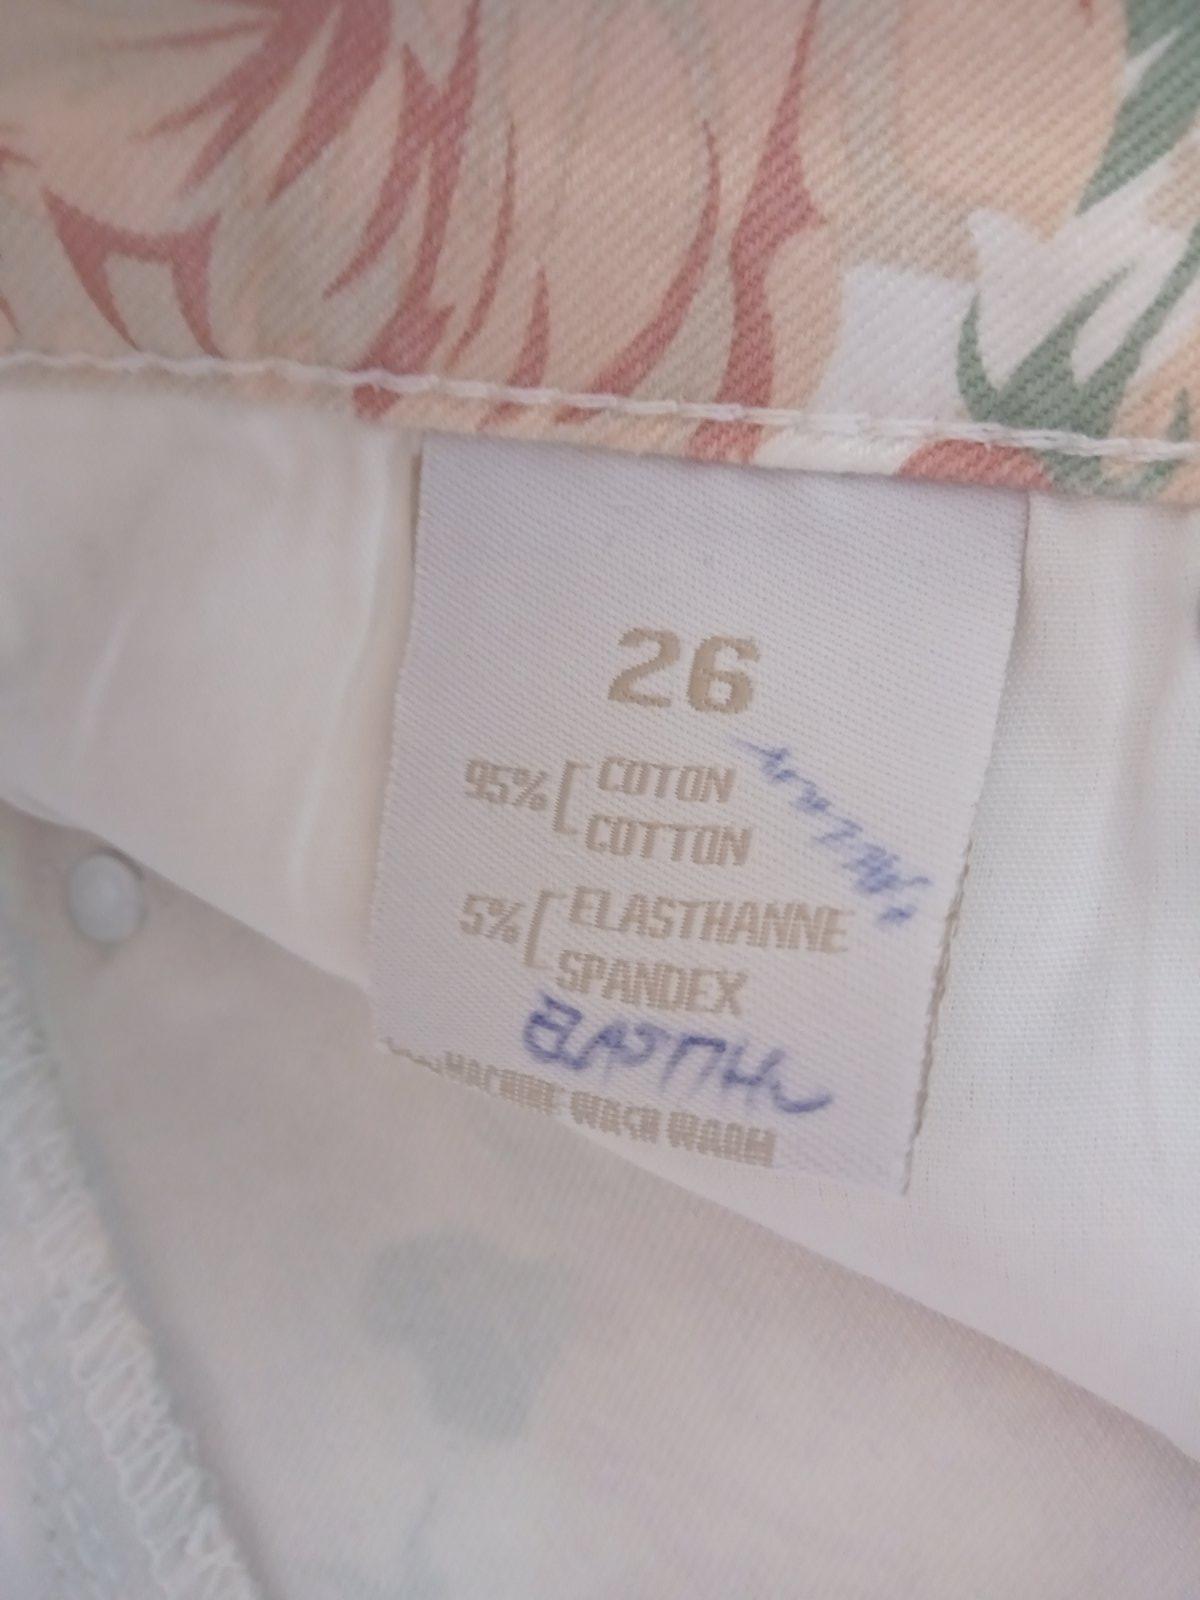 26
95% [ COTON
COTTON
5% [ ELASTHANNE
SPANDEX
MACHINE WASH WARM